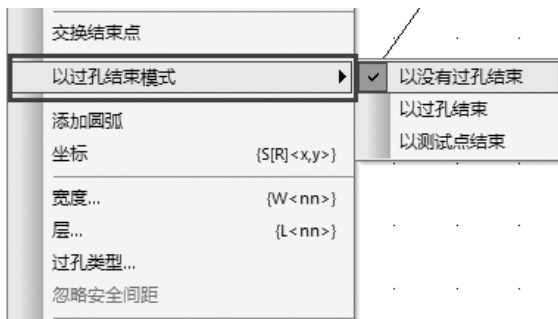 交换结束点
以过孔结束模式
以没有过孔结束
以过孔结束
以测试点结束
添加圆弧
坐标 {S[R]<x,y>}
宽度... {W<nn>}
层... {L<nn>}
过孔类型...
忽略安全间距